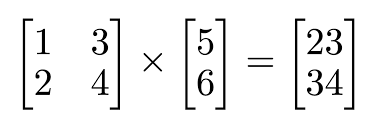 [1 3; 2 4] × [5; 6] = [23; 34]